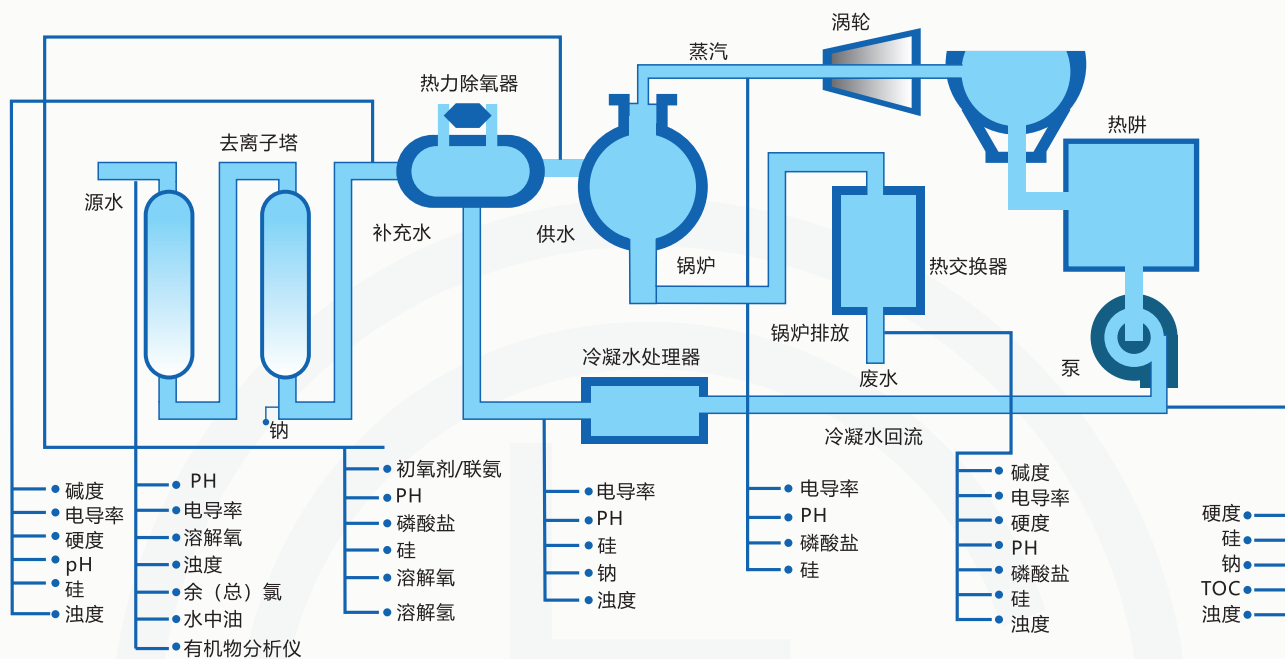 涡轮
蒸汽
热力除氧器
热阱
去离子塔
源水
补充水
供水
锅炉
热交换器
锅炉排放
冷凝水处理器
泵
废水
钠
冷凝水回流
碱度
电导率
硬度
pH
硅
浊度
PH
电导率
溶解氧
浊度
余（总）氯
水中油
有机物分析仪
初氧剂/联氨
PH
磷酸盐
硅
溶解氧
溶解氢
电导率
PH
硅
钠
浊度
电导率
PH
磷酸盐
硅
碱度
电导率
硬度
PH
磷酸盐
硅
浊度
硬度
硅
钠
TOC
浊度